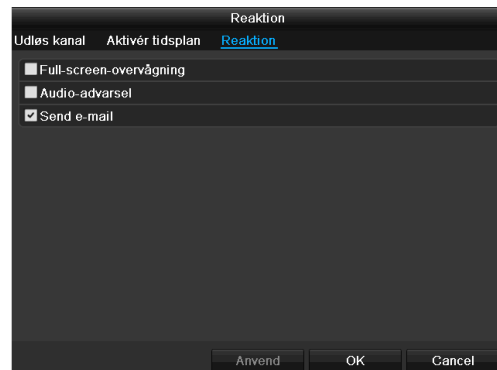 Reaktion
Udløs kanal Aktivér tidsplan Reaktion
Full-screen-overvågning
Audio-advarsel
Send e-mail
Anvend OK Cancel